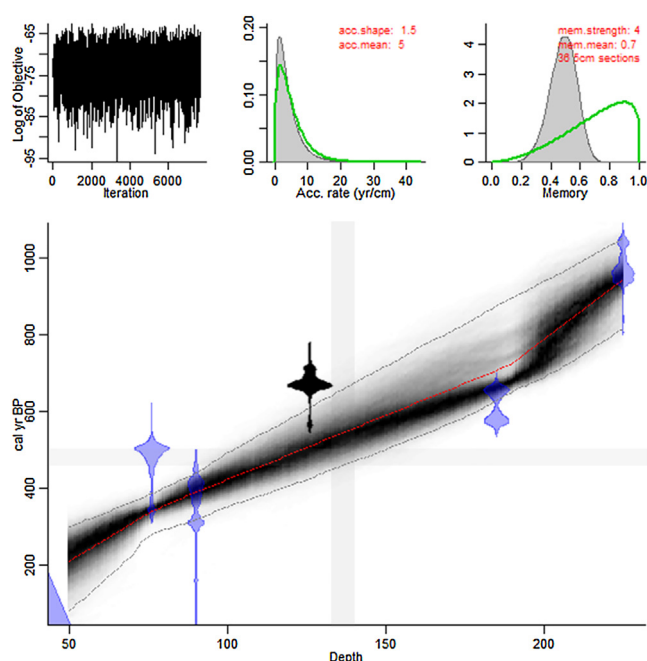 -65
-75
-85
-95
Log of Objective
0 2000 4000 6000
Iteration
0.20
0.10
0.00
acc.shape: 1.5
acc.mean: 5
0 10 20 30 40
Acc. rate (yr/cm)
4
3
2
1
0
mem.strength: 4
mem.mean: 0.7
36 5cm sections
0.0 0.2 0.4 0.6 0.8 1.0
Memory
1000
800
600
400
200
cal yr BP
50 100 150 200
Depth